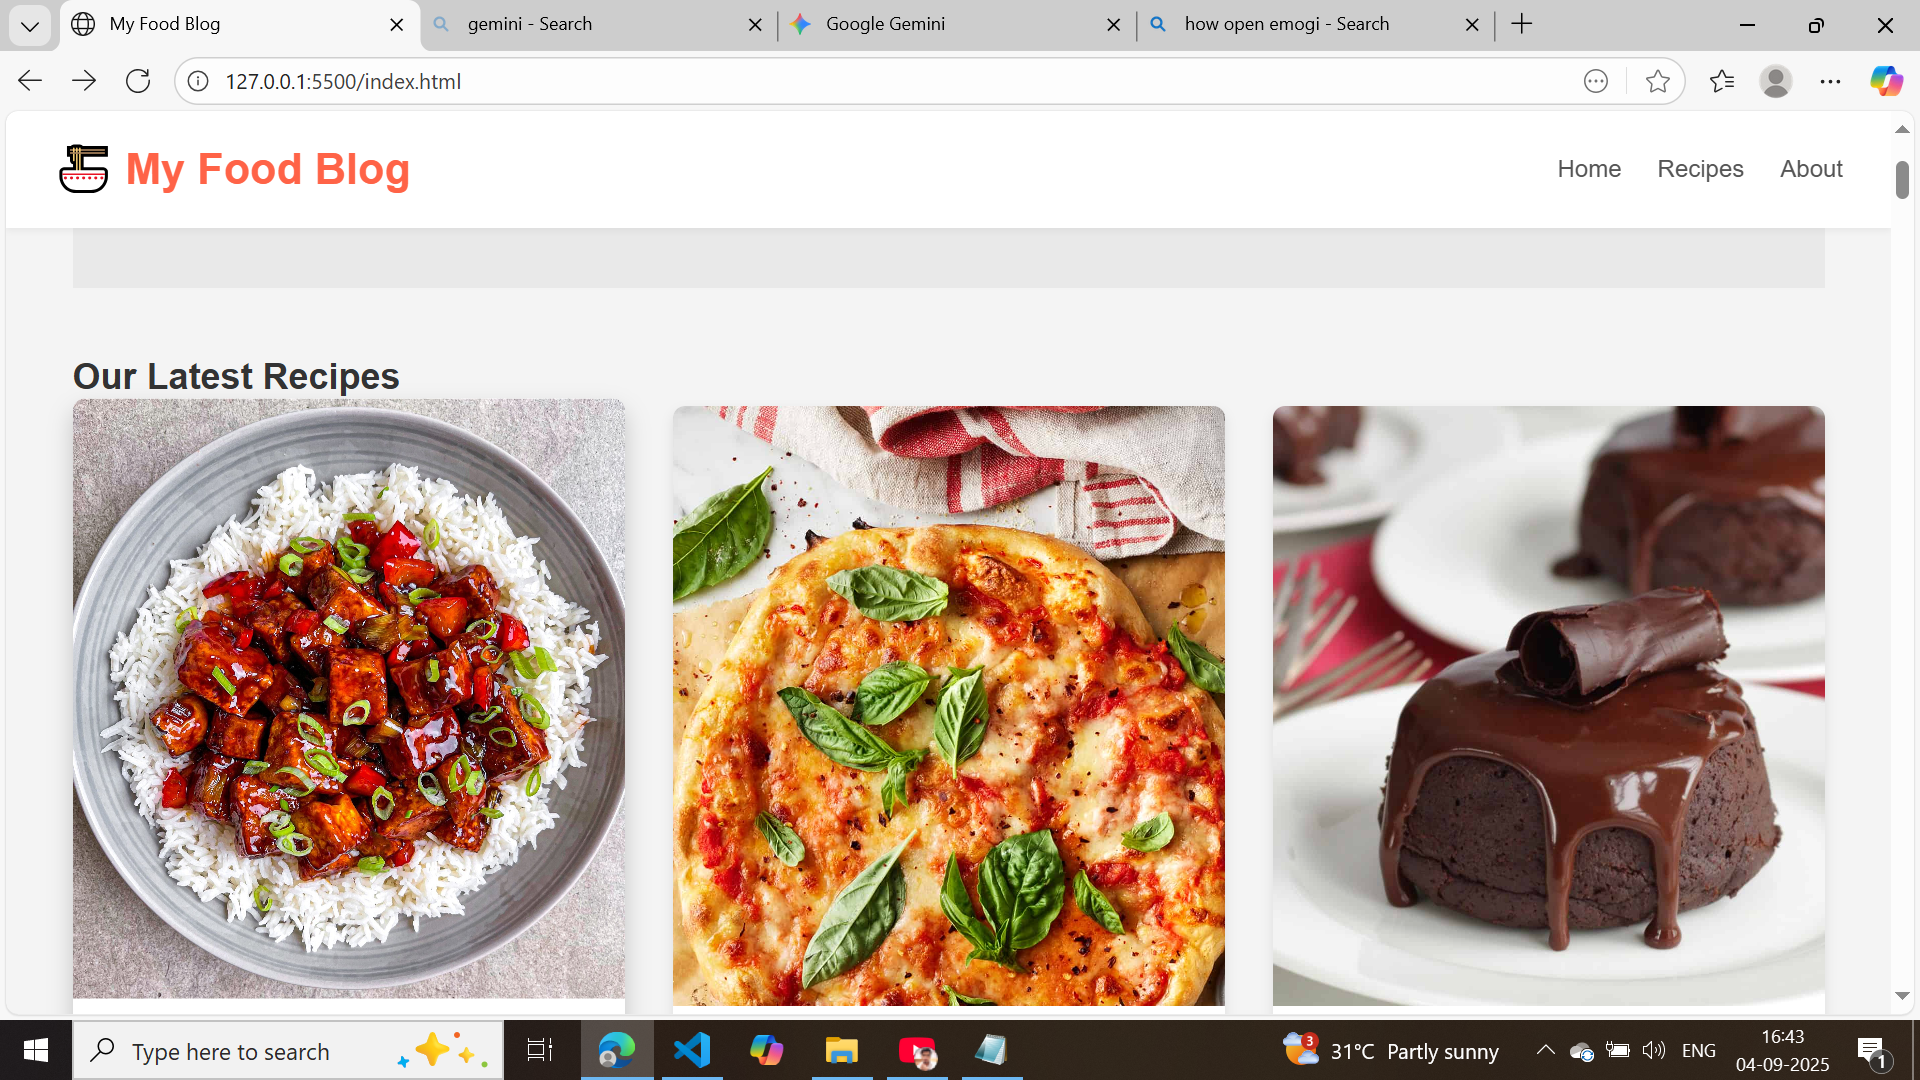 My Food Blog
gemini - Search
Google Gemini
how open emogi - Search
127.0.0.1:5500/index.html
My Food Blog
Home
Recipes
About
Our Latest Recipes
Type here to search
3
31°C Partly sunny
ENG
16:43
04-09-2025
1